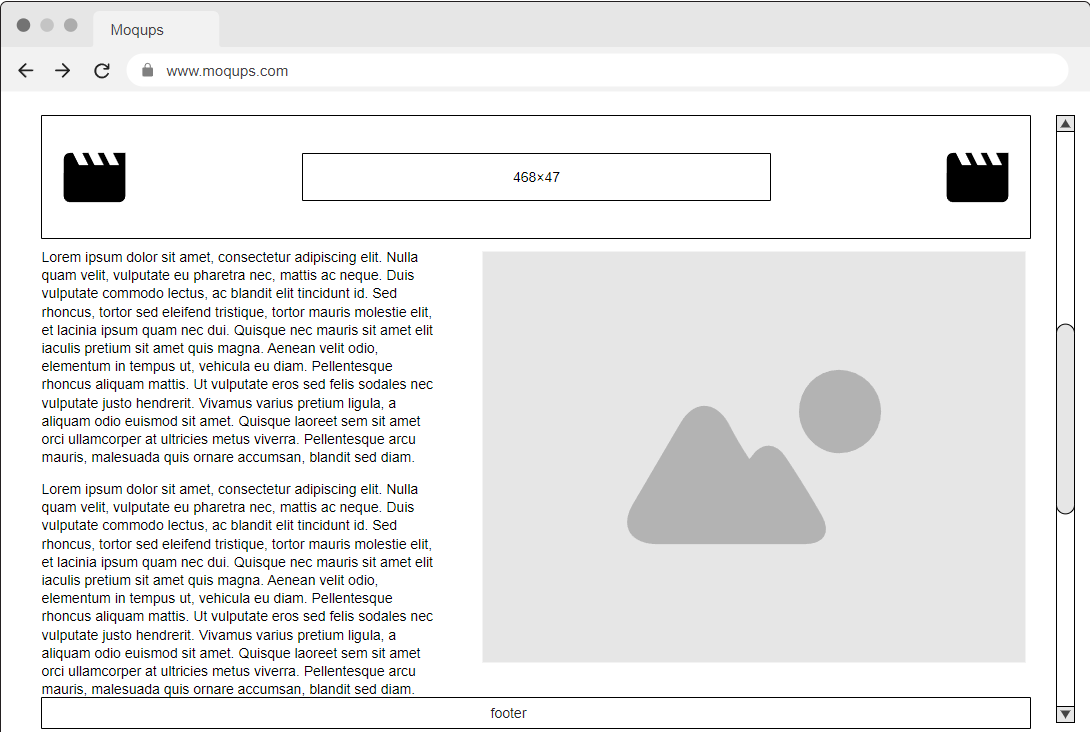 Moqups
www.moqups.com
468×47
Lorem ipsum dolor sit amet, consectetur adipiscing elit. Nulla
quam velit, vulputate eu pharetra nec, mattis ac neque. Duis
vulputate commodo lectus, ac blandit elit tincidunt id. Sed
rhoncus, tortor sed eleifend tristique, tortor mauris molestie elit,
et lacinia ipsum quam nec dui. Quisque nec mauris sit amet elit
iaculis pretium sit amet quis magna. Aenean velit odio,
elementum in tempus ut, vehicula eu diam. Pellentesque
rhoncus aliquam mattis. Ut vulputate eros sed felis sodales nec
vulputate justo hendrerit. Vivamus varius pretium ligula, a
aliquam odio euismod sit amet. Quisque laoreet sem sit amet
orci ullamcorper at ultricies metus viverra. Pellentesque arcu
mauris, malesuada quis ornare accumsan, blandit sed diam.
Lorem ipsum dolor sit amet, consectetur adipiscing elit. Nulla
quam velit, vulputate eu pharetra nec, mattis ac neque. Duis
vulputate commodo lectus, ac blandit elit tincidunt id. Sed
rhoncus, tortor sed eleifend tristique, tortor mauris molestie elit,
et lacinia ipsum quam nec dui. Quisque nec mauris sit amet elit
iaculis pretium sit amet quis magna. Aenean velit odio,
elementum in tempus ut, vehicula eu diam. Pellentesque
rhoncus aliquam mattis. Ut vulputate eros sed felis sodales nec
vulputate justo hendrerit. Vivamus varius pretium ligula, a
aliquam odio euismod sit amet. Quisque laoreet sem sit amet
orci ullamcorper at ultricies metus viverra. Pellentesque arcu
mauris, malesuada quis ornare accumsan, blandit sed diam.
footer